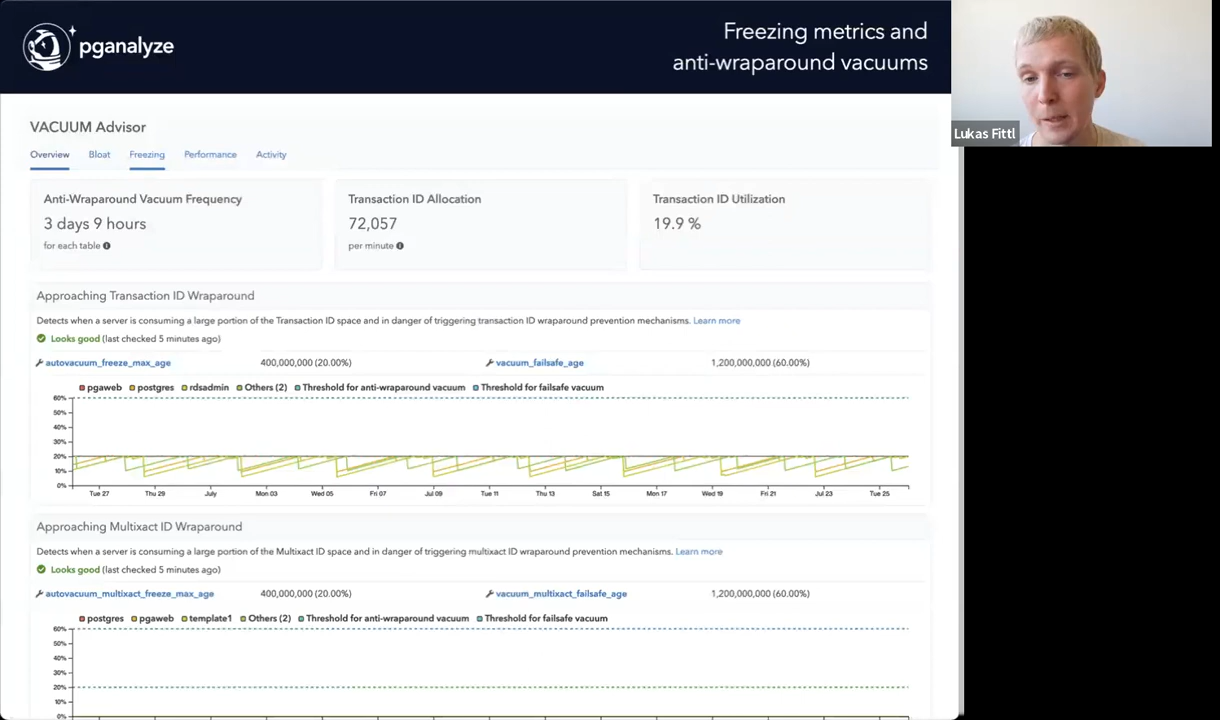 pganalyze
Freezing metrics and
anti-wraparound vacuums
Lukas Fittl
VACUUM Advisor
Overview Bloat Freezing Performance Activity
Anti-Wraparound Vacuum Frequency
3 days 9 hours
for each table
Transaction ID Allocation
72,057
per minute
Transaction ID Utilization
19.9 %
Approaching Transaction ID Wraparound
Detects when a server is consuming a large portion of the Transaction ID space and in danger of triggering transaction ID wraparound prevention mechanisms. Learn more
Looks good (last checked 5 minutes ago)
autovacuum_freeze_max_age 400,000,000 (20.00%) vacuum_failsafe_age 1,200,000,000 (60.00%)
pgaweb postgres rdsadmin Others (2) Threshold for anti-wraparound vacuum Threshold for failsafe vacuum
60%
50%
40%
30%
20%
10%
0%
Tue 27 Thu 29 July Mon 03 Wed 05 Fri 07 Jul 09 Tue 11 Thu 13 Sat 15 Mon 17 Wed 19 Fri 21 Jul 23 Tue 25
Approaching Multixact ID Wraparound
Detects when a server is consuming a large portion of the Multixact ID space and in danger of triggering multixact ID wraparound prevention mechanisms. Learn more
Looks good (last checked 5 minutes ago)
autovacuum_multixact_freeze_max_age 400,000,000 (20.00%) vacuum_multixact_failsafe_age 1,200,000,000 (60.00%)
postgres pgaweb template1 Others (2) Threshold for anti-wraparound vacuum Threshold for failsafe vacuum
60%
50%
40%
30%
20%
10%
0%